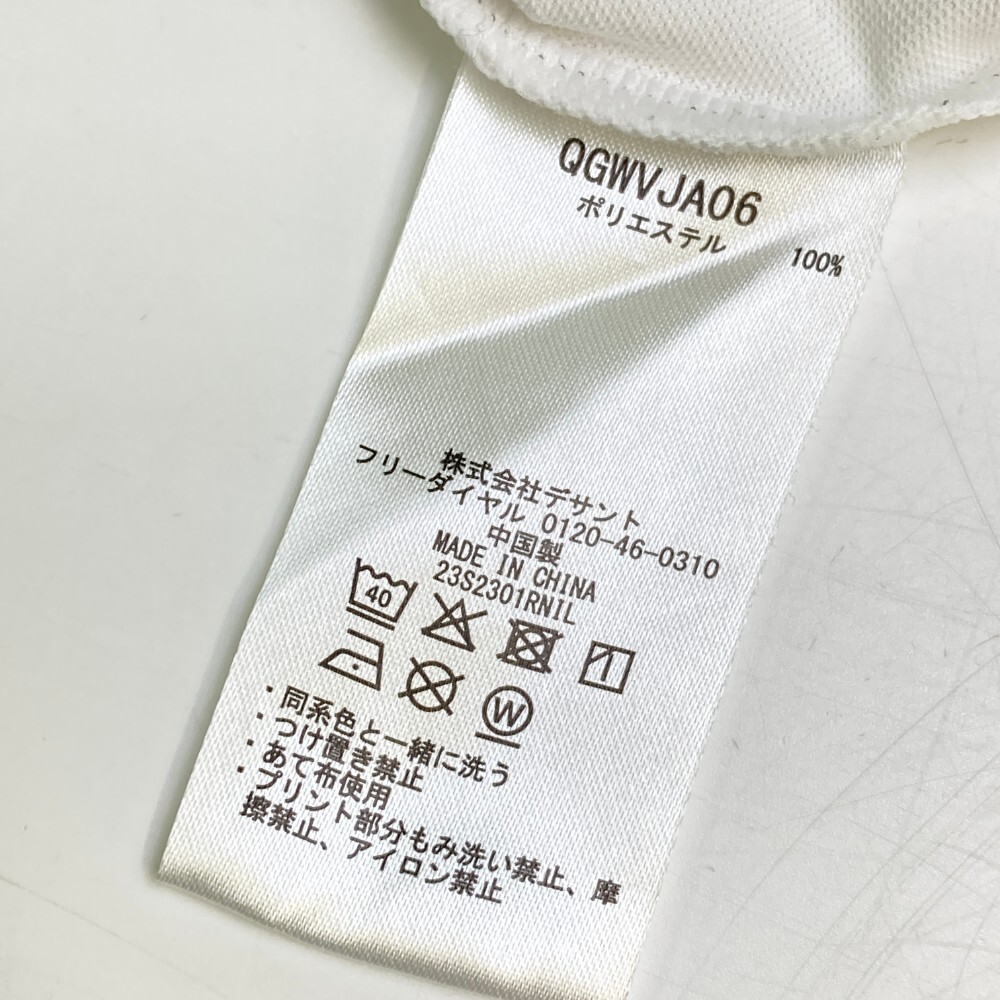 QGWVJA06
ポリエステル 100%
株式会社デサント
フリーダイヤル 0120-46-0310
中国製
MADE IN CHINA
23S2301RNIL
40
W
・同系色と一緒に洗う
・つけ置き禁止
・あて布使用
・プリント部分もみ洗い禁止、摩
擦禁止、アイロン禁止